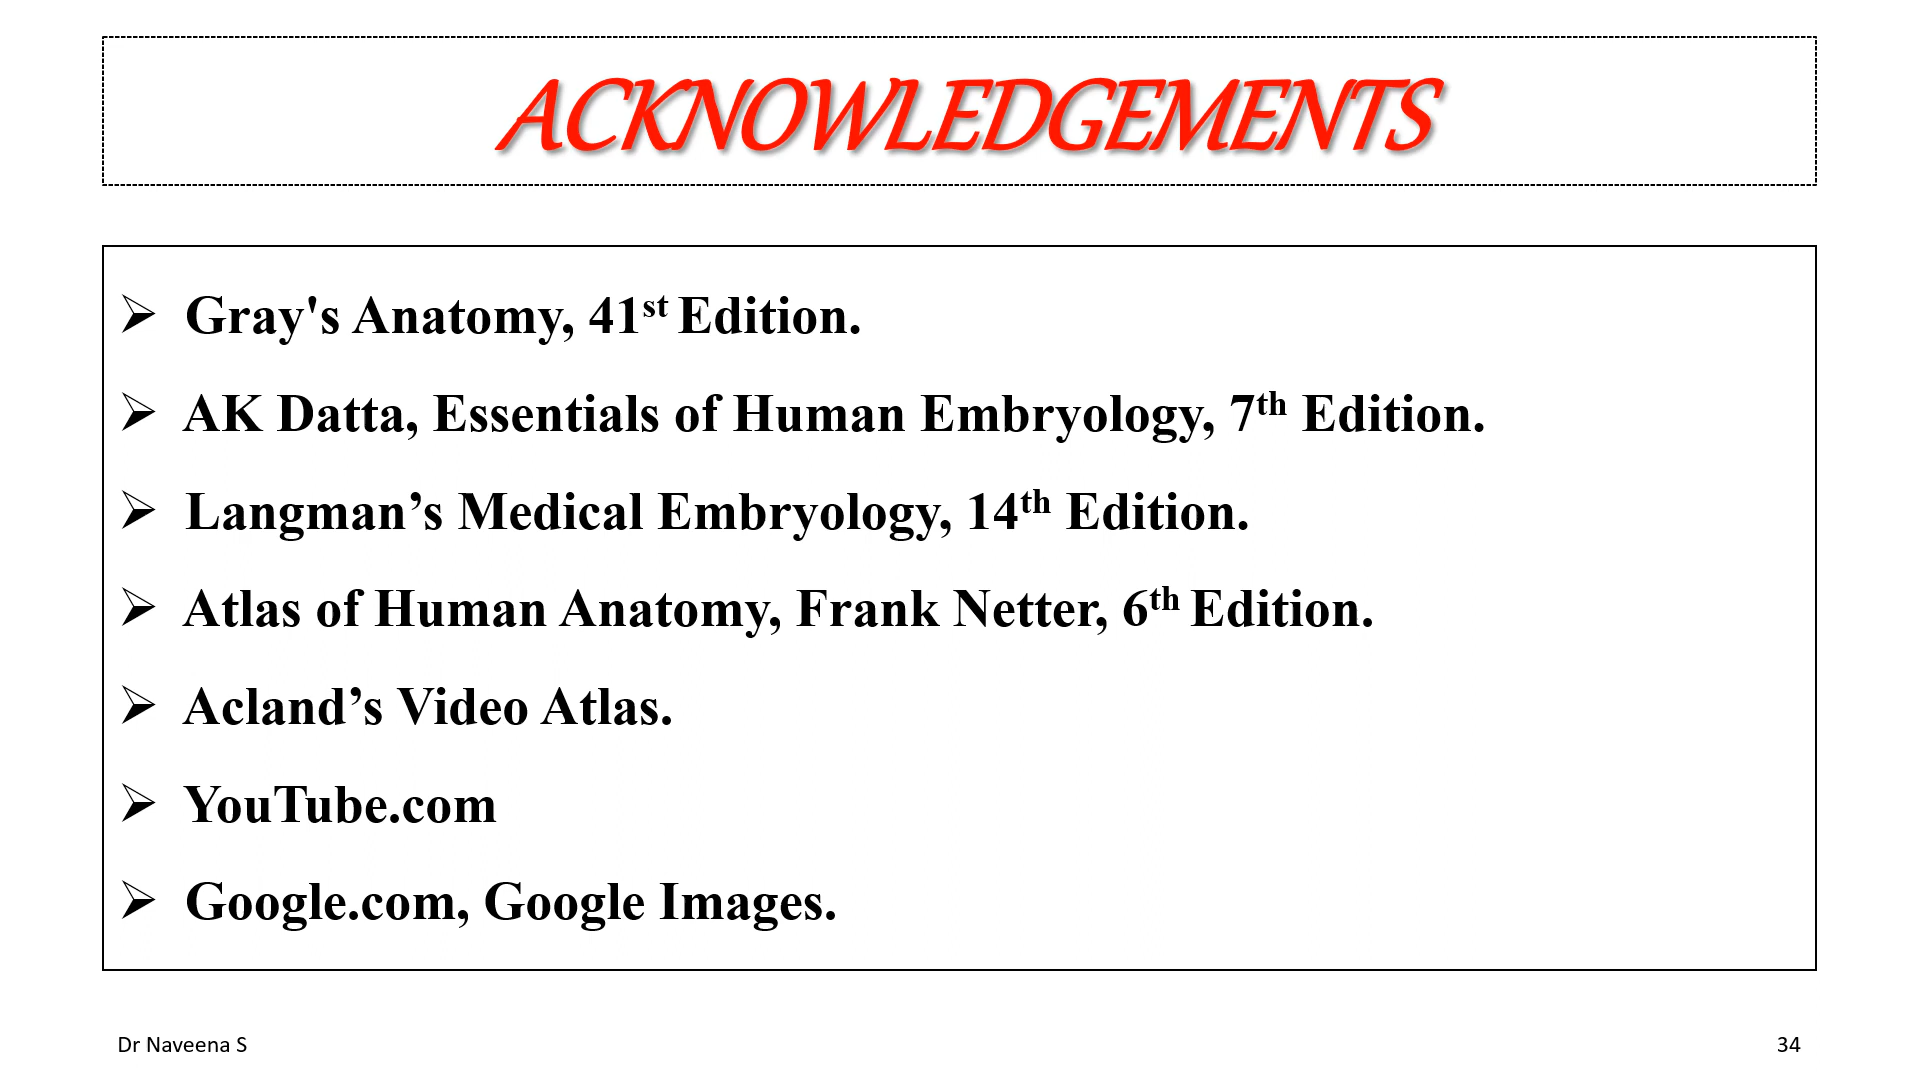 ACKNOWLEDGEMENTS
➢ Gray's Anatomy, 41st Edition.
➢ AK Datta, Essentials of Human Embryology, 7th Edition.
➢ Langman’s Medical Embryology, 14th Edition.
➢ Atlas of Human Anatomy, Frank Netter, 6th Edition.
➢ Acland’s Video Atlas.
➢ YouTube.com
➢ Google.com, Google Images.
Dr Naveena S
34